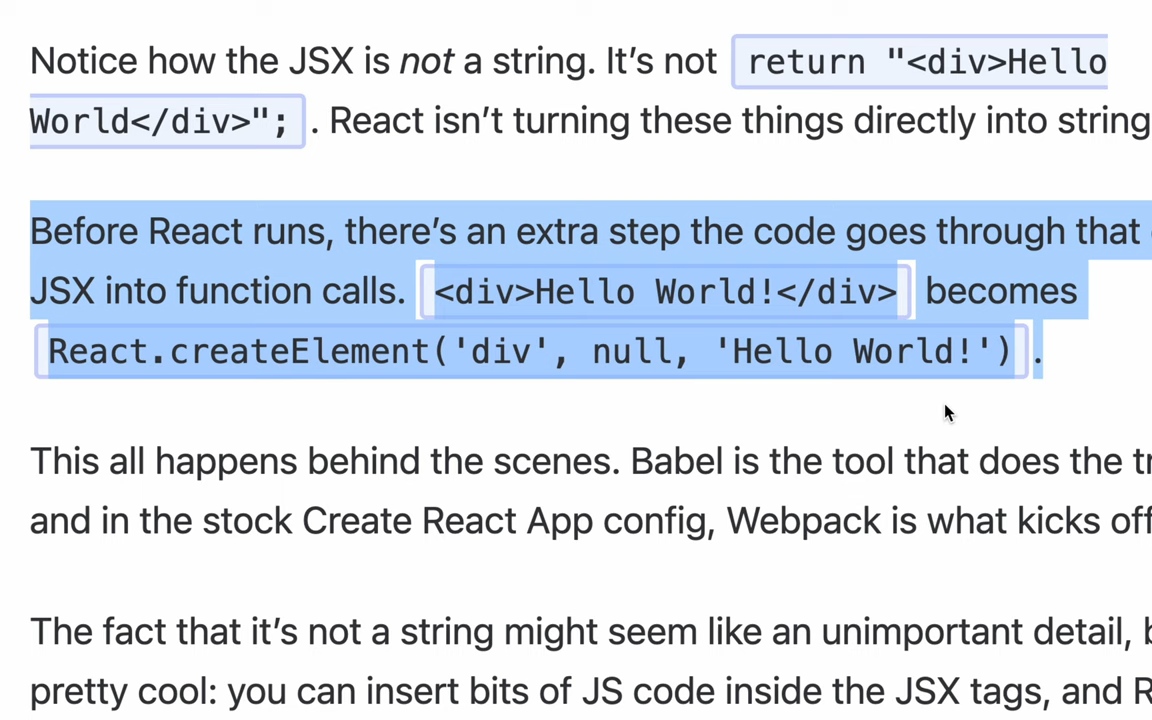 Notice how the JSX is not a string. It’s not return "<div>Hello
World</div>"; . React isn’t turning these things directly into string
Before React runs, there’s an extra step the code goes through that
JSX into function calls. <div>Hello World!</div> becomes
React.createElement('div', null, 'Hello World!') .
This all happens behind the scenes. Babel is the tool that does the
and in the stock Create React App config, Webpack is what kicks off
The fact that it’s not a string might seem like an unimportant detail,
pretty cool: you can insert bits of JS code inside the JSX tags, and